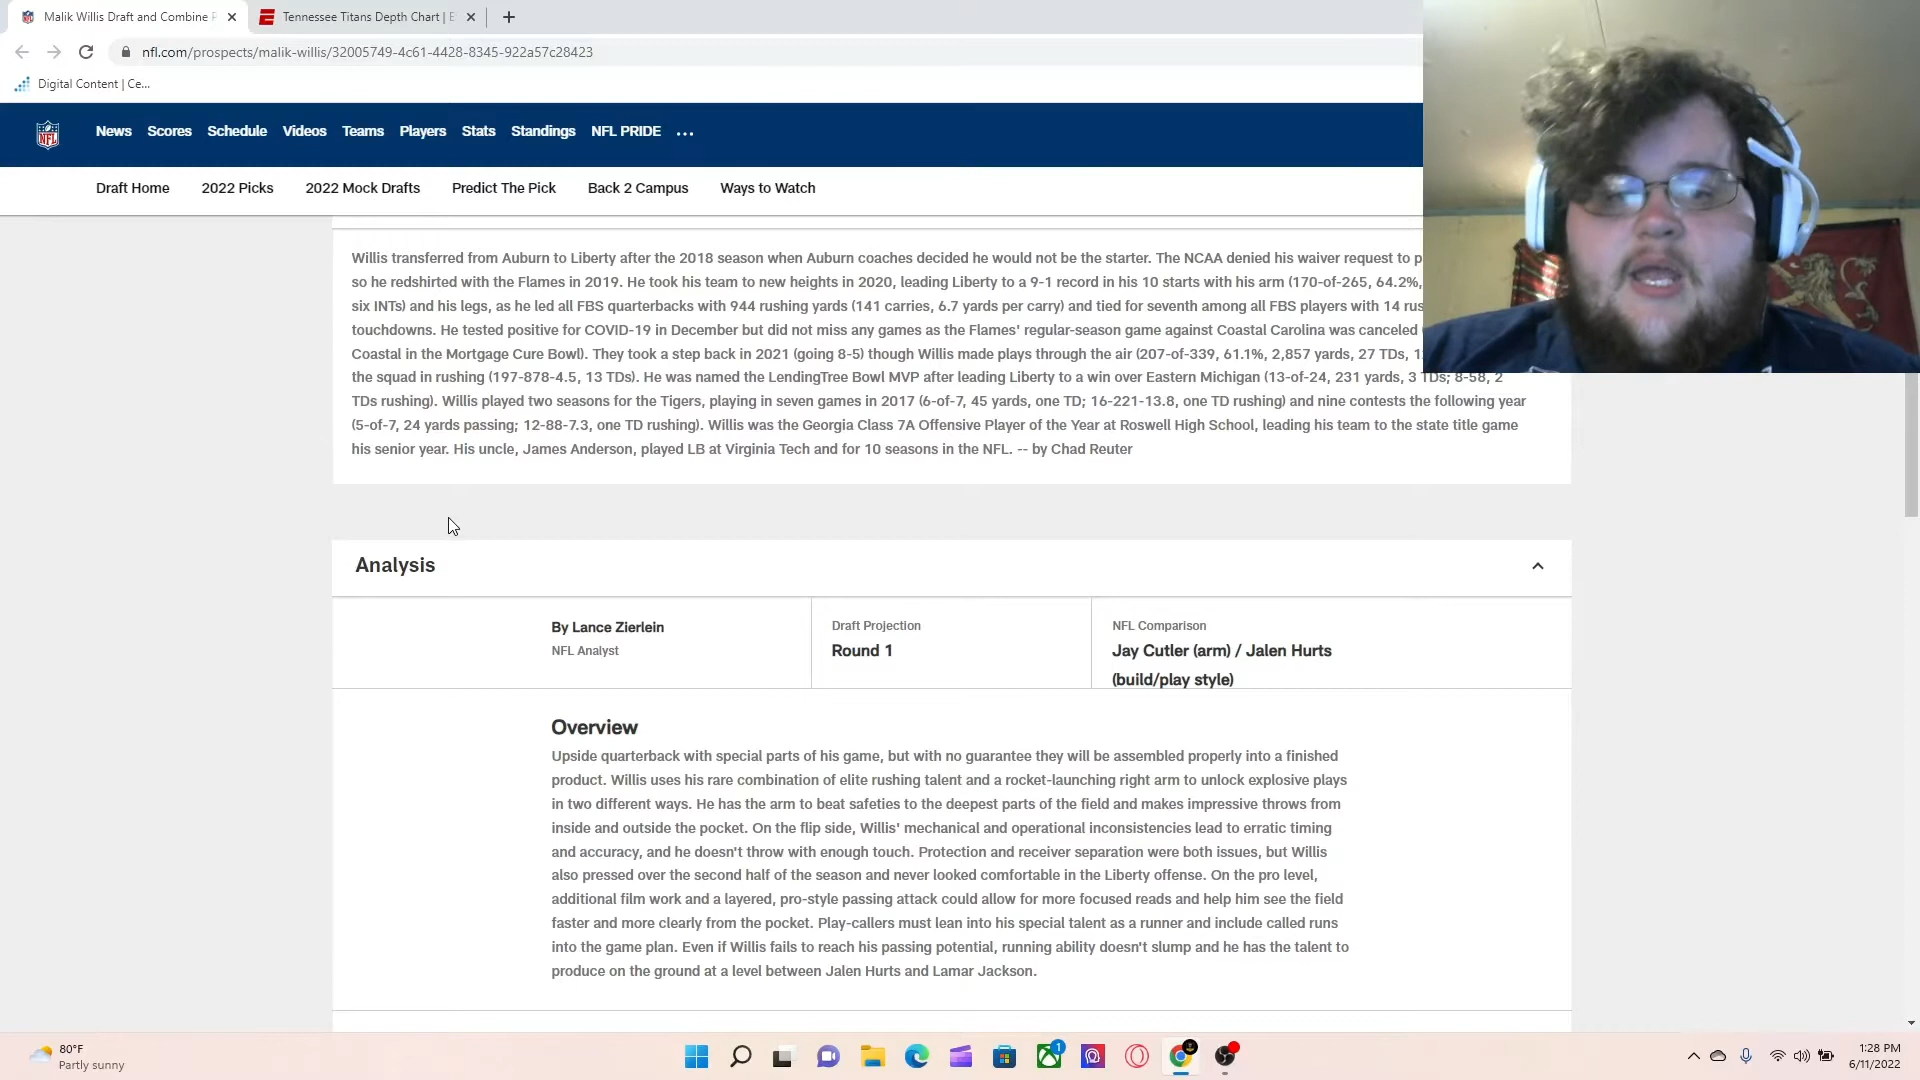 Malik Willis Draft and Combine P
Tennessee Titans Depth Chart | E
nfl.com/prospects/malik-willis/32005749-4c61-4428-8345-922a57c28423
Digital Content | Ce...
NFL
News Scores Schedule Videos Teams Players Stats Standings NFL PRIDE ...
Draft Home 2022 Picks 2022 Mock Drafts Predict The Pick Back 2 Campus Ways to Watch
Willis transferred from Auburn to Liberty after the 2018 season when Auburn coaches decided he would not be the starter. The NCAA denied his waiver request to p
so he redshirted with the Flames in 2019. He took his team to new heights in 2020, leading Liberty to a 9-1 record in his 10 starts with his arm (170-of-265, 64.2%,
six INTs) and his legs, as he led all FBS quarterbacks with 944 rushing yards (141 carries, 6.7 yards per carry) and tied for seventh among all FBS players with 14 rus
touchdowns. He tested positive for COVID-19 in December but did not miss any games as the Flames' regular-season game against Coastal Carolina was canceled
Coastal in the Mortgage Cure Bowl). They took a step back in 2021 (going 8-5) though Willis made plays through the air (207-of-339, 61.1%, 2,857 yards, 27 TDs, 1
the squad in rushing (197-878-4.5, 13 TDs). He was named the LendingTree Bowl MVP after leading Liberty to a win over Eastern Michigan (13-of-24, 231 yards, 3 TDs; 8-58, 2
TDs rushing). Willis played two seasons for the Tigers, playing in seven games in 2017 (6-of-7, 45 yards, one TD; 16-221-13.8, one TD rushing) and nine contests the following year
(5-of-7, 24 yards passing; 12-88-7.3, one TD rushing). Willis was the Georgia Class 7A Offensive Player of the Year at Roswell High School, leading his team to the state title game
his senior year. His uncle, James Anderson, played LB at Virginia Tech and for 10 seasons in the NFL. -- by Chad Reuter
Analysis
By Lance Zierlein
NFL Analyst
Draft Projection
Round 1
NFL Comparison
Jay Cutler (arm) / Jalen Hurts
(build/play style)
Overview
Upside quarterback with special parts of his game, but with no guarantee they will be assembled properly into a finished
product. Willis uses his rare combination of elite rushing talent and a rocket-launching right arm to unlock explosive plays
in two different ways. He has the arm to beat safeties to the deepest parts of the field and makes impressive throws from
inside and outside the pocket. On the flip side, Willis' mechanical and operational inconsistencies lead to erratic timing
and accuracy, and he doesn't throw with enough touch. Protection and receiver separation were both issues, but Willis
also pressed over the second half of the season and never looked comfortable in the Liberty offense. On the pro level,
additional film work and a layered, pro-style passing attack could allow for more focused reads and help him see the field
faster and more clearly from the pocket. Play-callers must lean into his special talent as a runner and include called runs
into the game plan. Even if Willis fails to reach his passing potential, running ability doesn't slump and he has the talent to
produce on the ground at a level between Jalen Hurts and Lamar Jackson.
80°F
Partly sunny
1
1:28 PM
6/11/2022